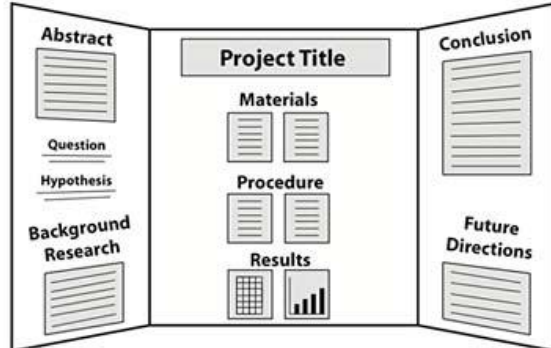 Abstract
Question
Hypothesis
Background
Research
Project Title
Materials
Procedure
Results
Conclusion
Future
Directions